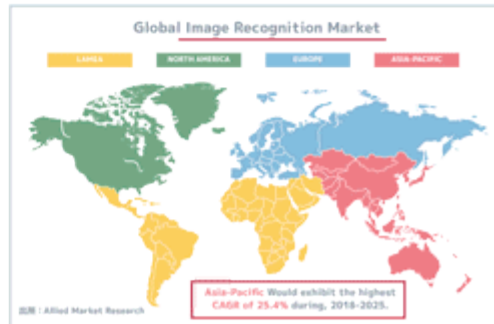 Global Image Recognition Market
LAMEA
NORTH AMERICA
EUROPE
ASIA-PACIFIC
Asia-Pacific Would exhibit the highest
CAGR of 25.4% during, 2018-2025.
出所：Allied Market Research